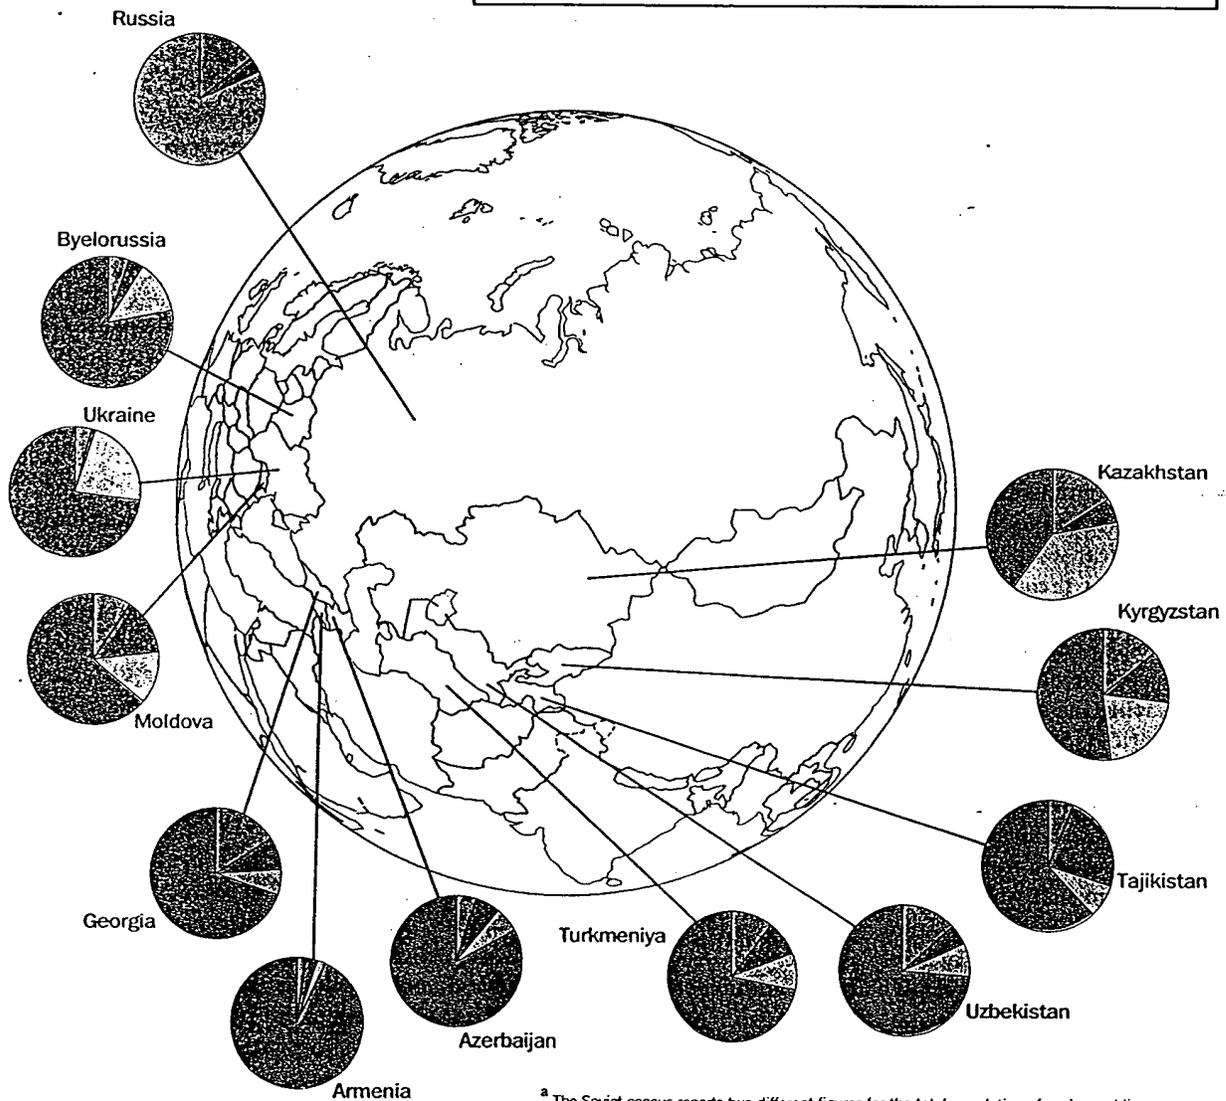 Russia
Byelorussia
Ukraine
Kazakhstan
Kyrgyzstan
Moldova
Tajikistan
Georgia
Turkmeniya
Uzbekistan
Azerbaijan
Armenia
a The Soviet census reports two different figures for the total population of each republic